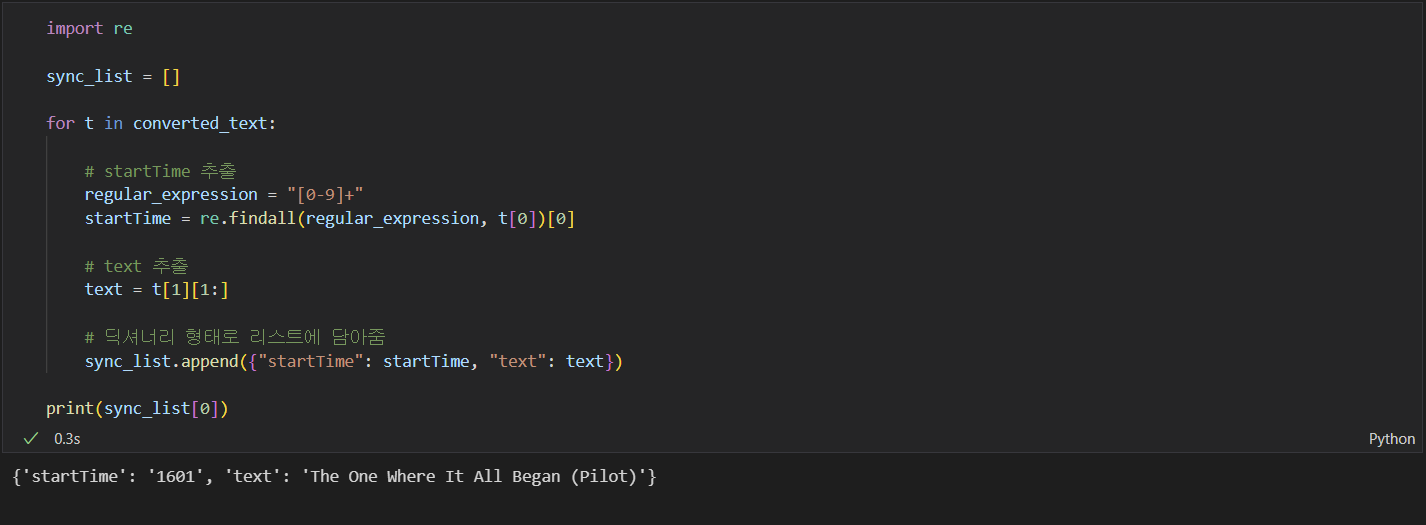 import re
sync_list = []
for t in converted_text:
# startTime 추출
regular_expression = "[0-9]+"
startTime = re.findall(regular_expression, t[0])[0]
# text 추출
text = t[1][1:]
# 딕셔너리 형태로 리스트에 담아줌
sync_list.append({"startTime": startTime, "text": text})
print(sync_list[0])
0.3s
Python
{'startTime': '1601', 'text': 'The One Where It All Began (Pilot)'}